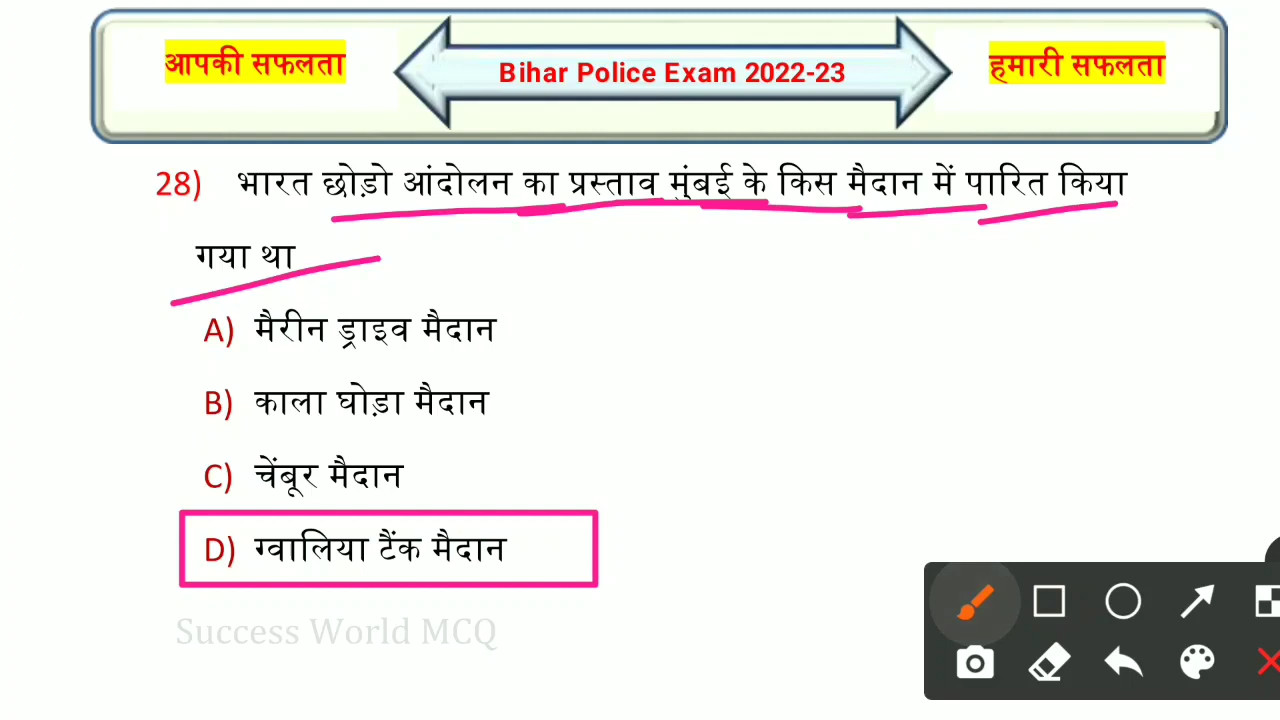 आपकी सफलता
Bihar Police Exam 2022-23
हमारी सफलता
28) भारत छोड़ो आंदोलन का प्रस्ताव मुंबई के किस मैदान में पारित किया
गया था
A) मैरीन ड्राइव मैदान
B) काला घोड़ा मैदान
C) चेंबूर मैदान
D) ग्वालिया टैंक मैदान
Success World MCQ